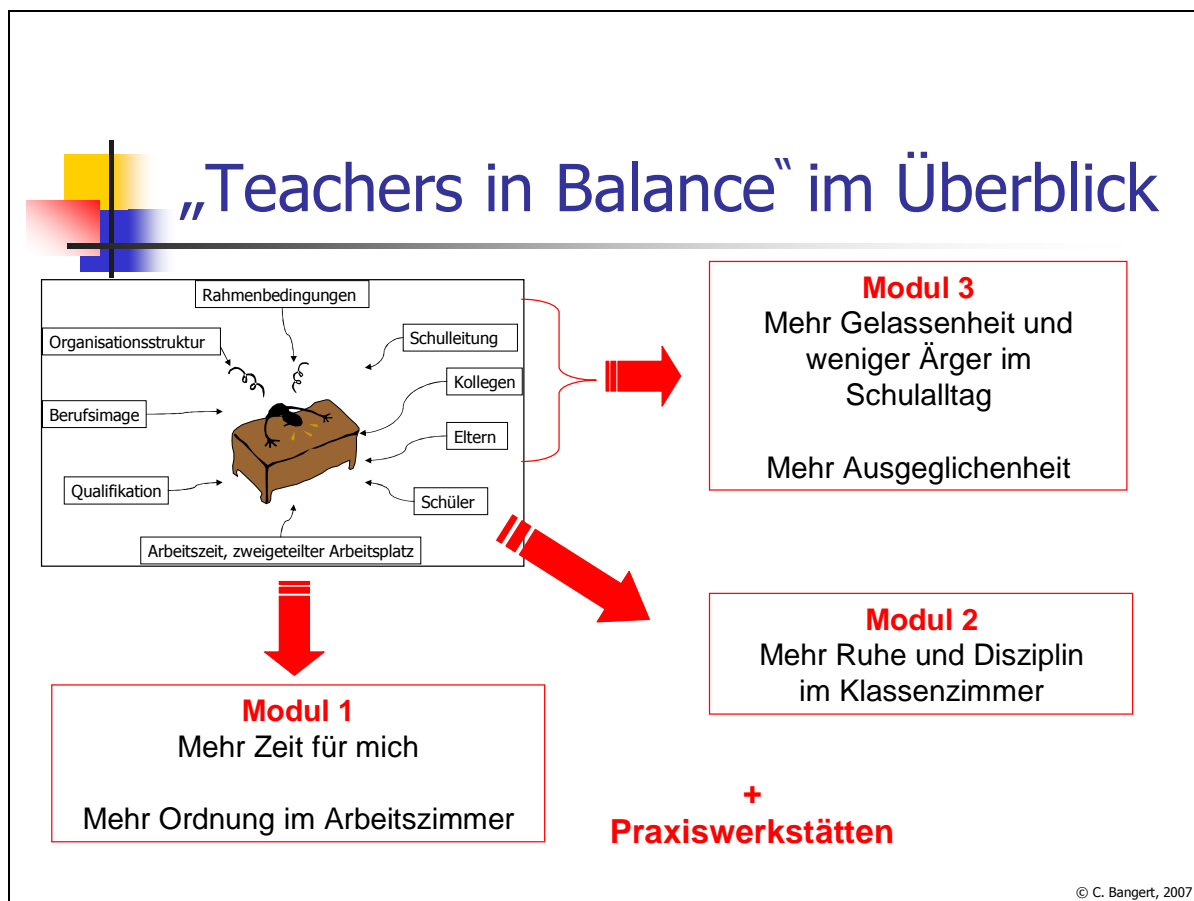 „Teachers in Balance“ im Überblick
Rahmenbedingungen
Organisationsstruktur
Schulleitung
Kollegen
Berufsimage
Eltern
Qualifikation
Schüler
Arbeitszeit, zweigeteilter Arbeitsplatz
Modul 3
Mehr Gelassenheit und
weniger Ärger im
Schulalltag
Mehr Ausgeglichenheit
Modul 2
Mehr Ruhe und Disziplin
im Klassenzimmer
Modul 1
Mehr Zeit für mich
Mehr Ordnung im Arbeitszimmer
+
Praxiswerkstätten
© C. Bangert, 2007